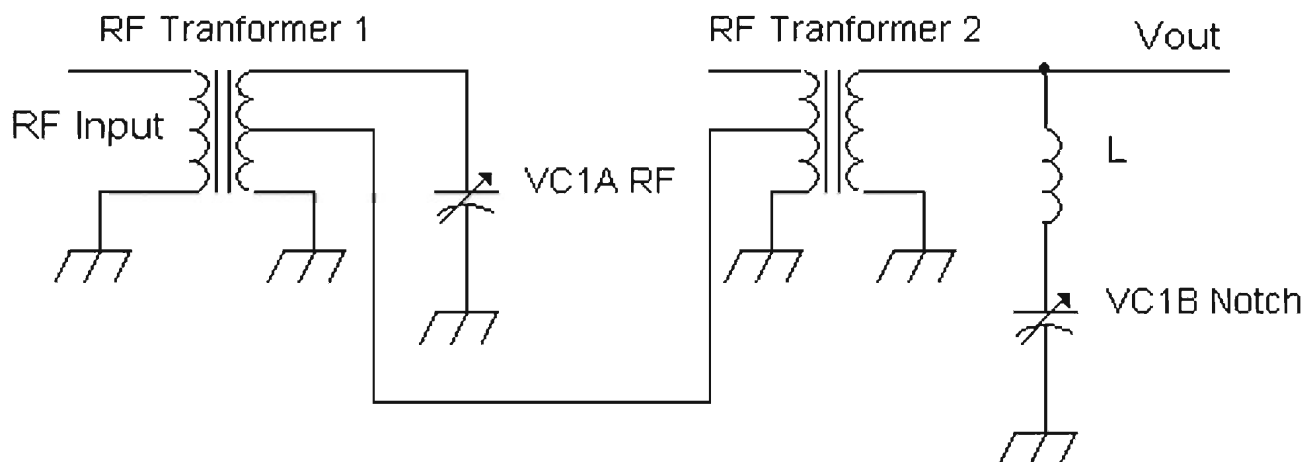 RF Tranformer 1
RF Tranformer 2
Vout
RF Input
L
VC1A RF
VC1B Notch